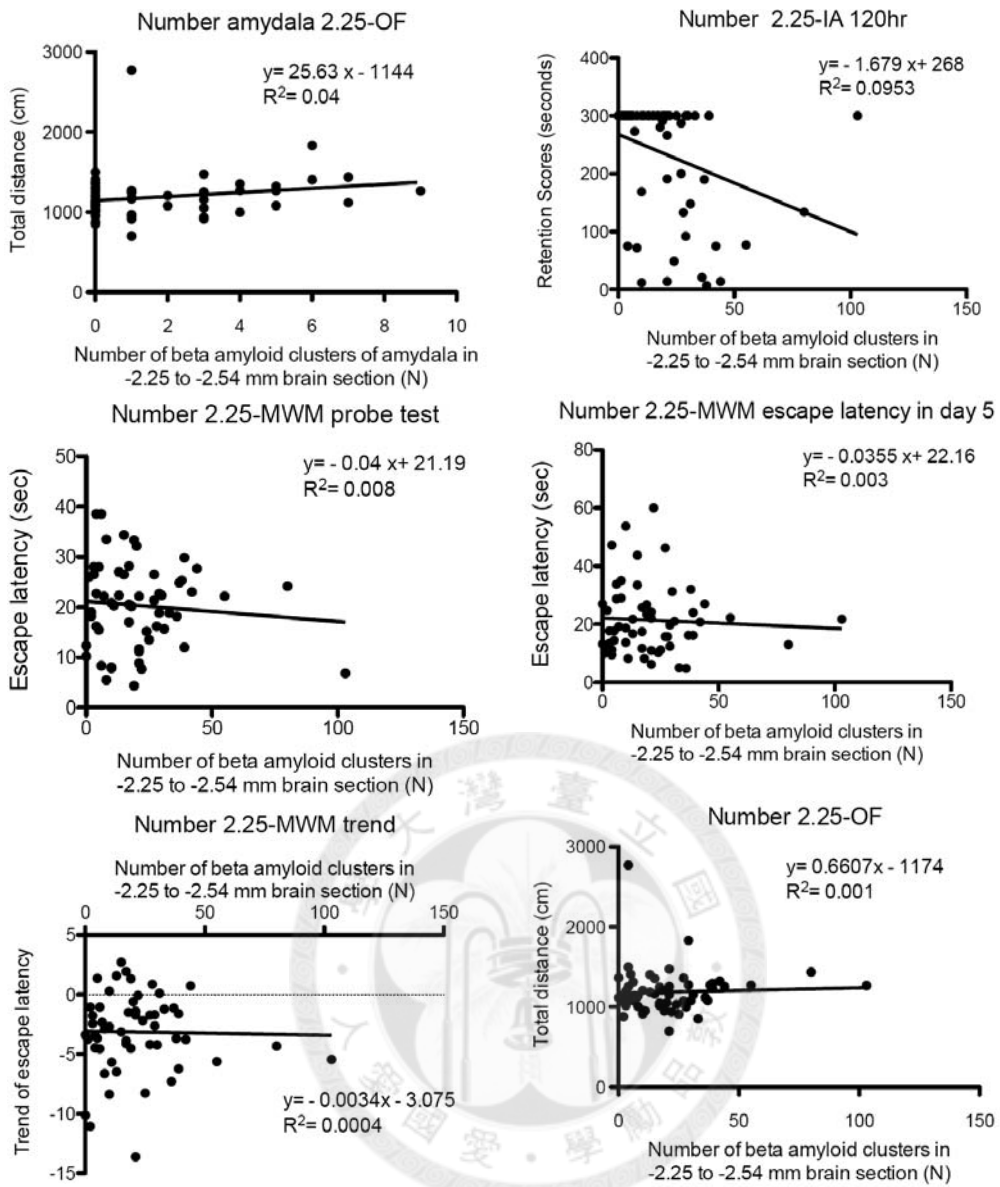 Number amydala 2.25-OF
y= 25.63 x - 1144
R2= 0.04
Total distance (cm)
3000
2000
1000
0
0 2 4 6 8 10
Number of beta amyloid clusters of amydala in
-2.25 to -2.54 mm brain section (N)
Number 2.25-IA 120hr
y= - 1.679 x+ 268
R2= 0.0953
Retention Scores (seconds)
400
300
200
100
0
0 50 100 150
Number of beta amyloid clusters in
-2.25 to -2.54 mm brain section (N)
Number 2.25-MWM probe test
y= - 0.04 x+ 21.19
R2= 0.008
Escape latency (sec)
50
40
30
20
10
0
0 50 100 150
Number of beta amyloid clusters in
-2.25 to -2.54 mm brain section (N)
Number 2.25-MWM escape latency in day 5
y= - 0.0355 x+ 22.16
R2= 0.003
Escape latency (sec)
80
60
40
20
0
0 50 100 150
Number of beta amyloid clusters in
-2.25 to -2.54 mm brain section (N)
Number 2.25-MWM trend
Number of beta amyloid clusters in
-2.25 to -2.54 mm brain section (N)
0 50 100 150
Trend of escape latency
5
0
-5
-10
-15
y= - 0.0034x - 3.075
R2= 0.0004
Number 2.25-OF
y= 0.6607x - 1174
R2= 0.001
Total distance (cm)
3000
2000
1000
0
0 50 100 150
Number of beta amyloid clusters in
-2.25 to -2.54 mm brain section (N)
大灣臺立國
人愛國愛・學勵品